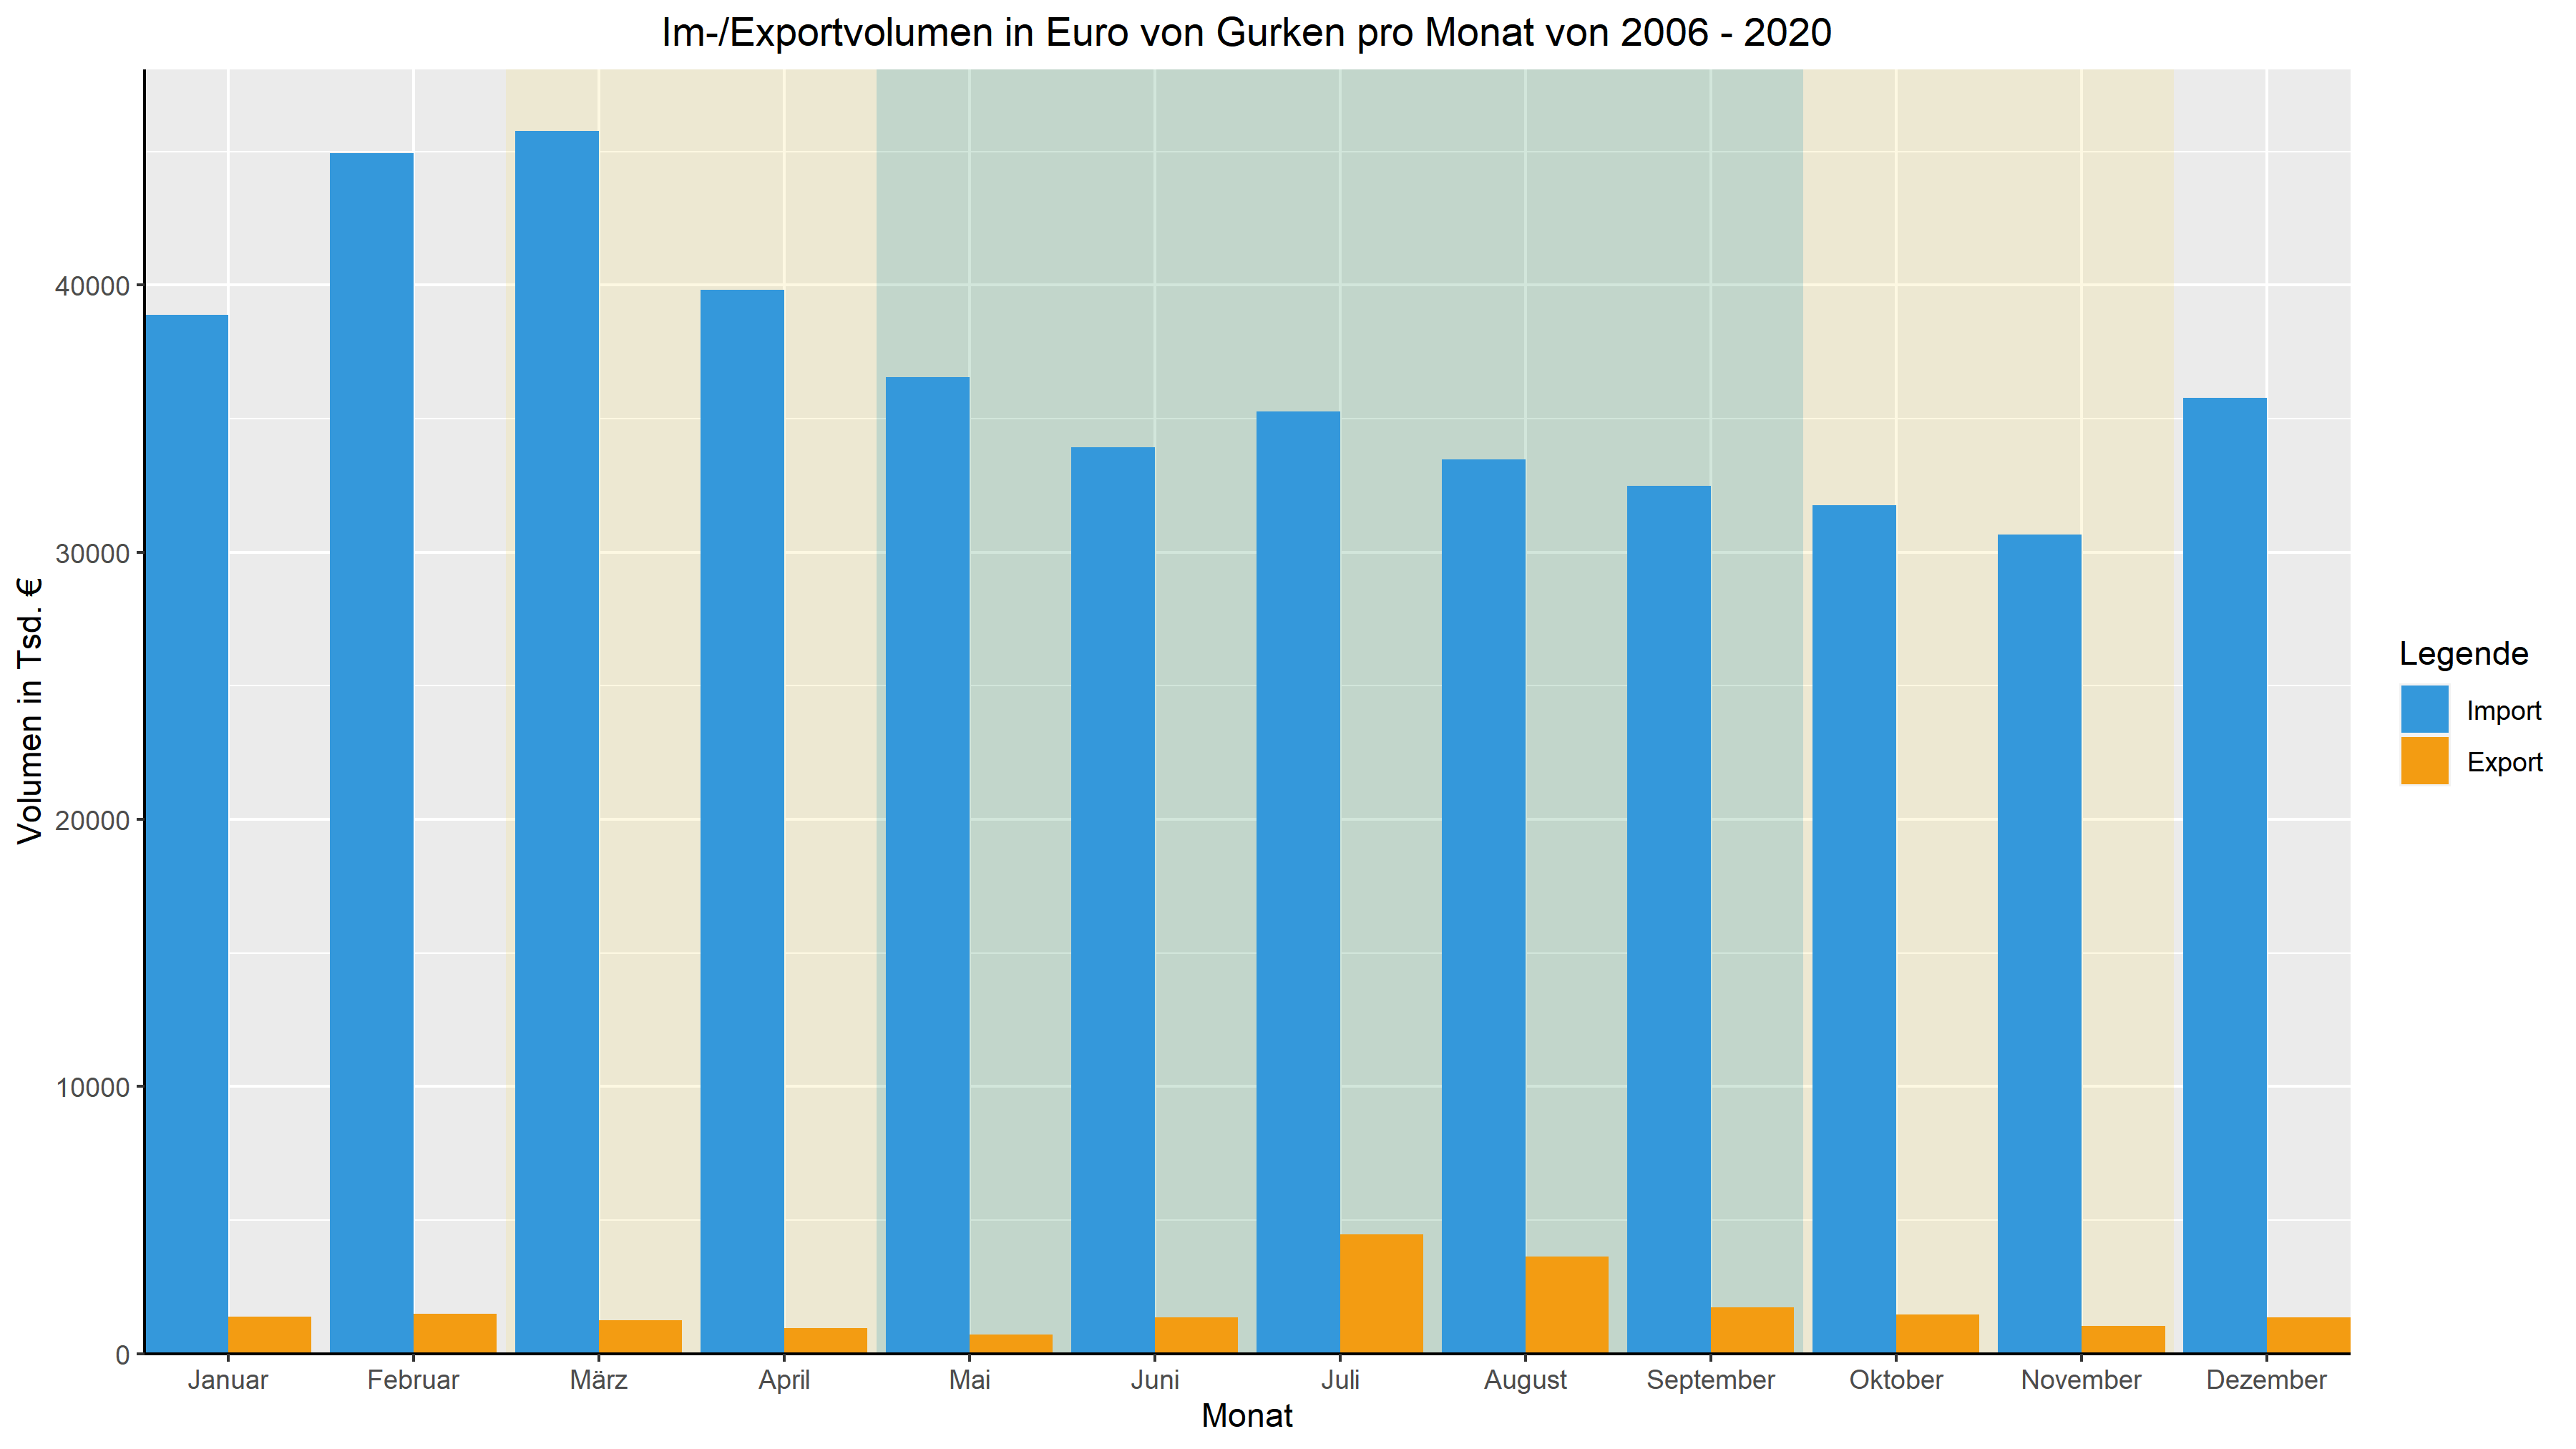 Im-/Exportvolumen in Euro von Gurken pro Monat von 2006 - 2020
Volumen in Tsd. €
40000
30000
20000
10000
0
Januar Februar März April Mai Juni Juli August September Oktober November Dezember
Monat
Legende
Import
Export